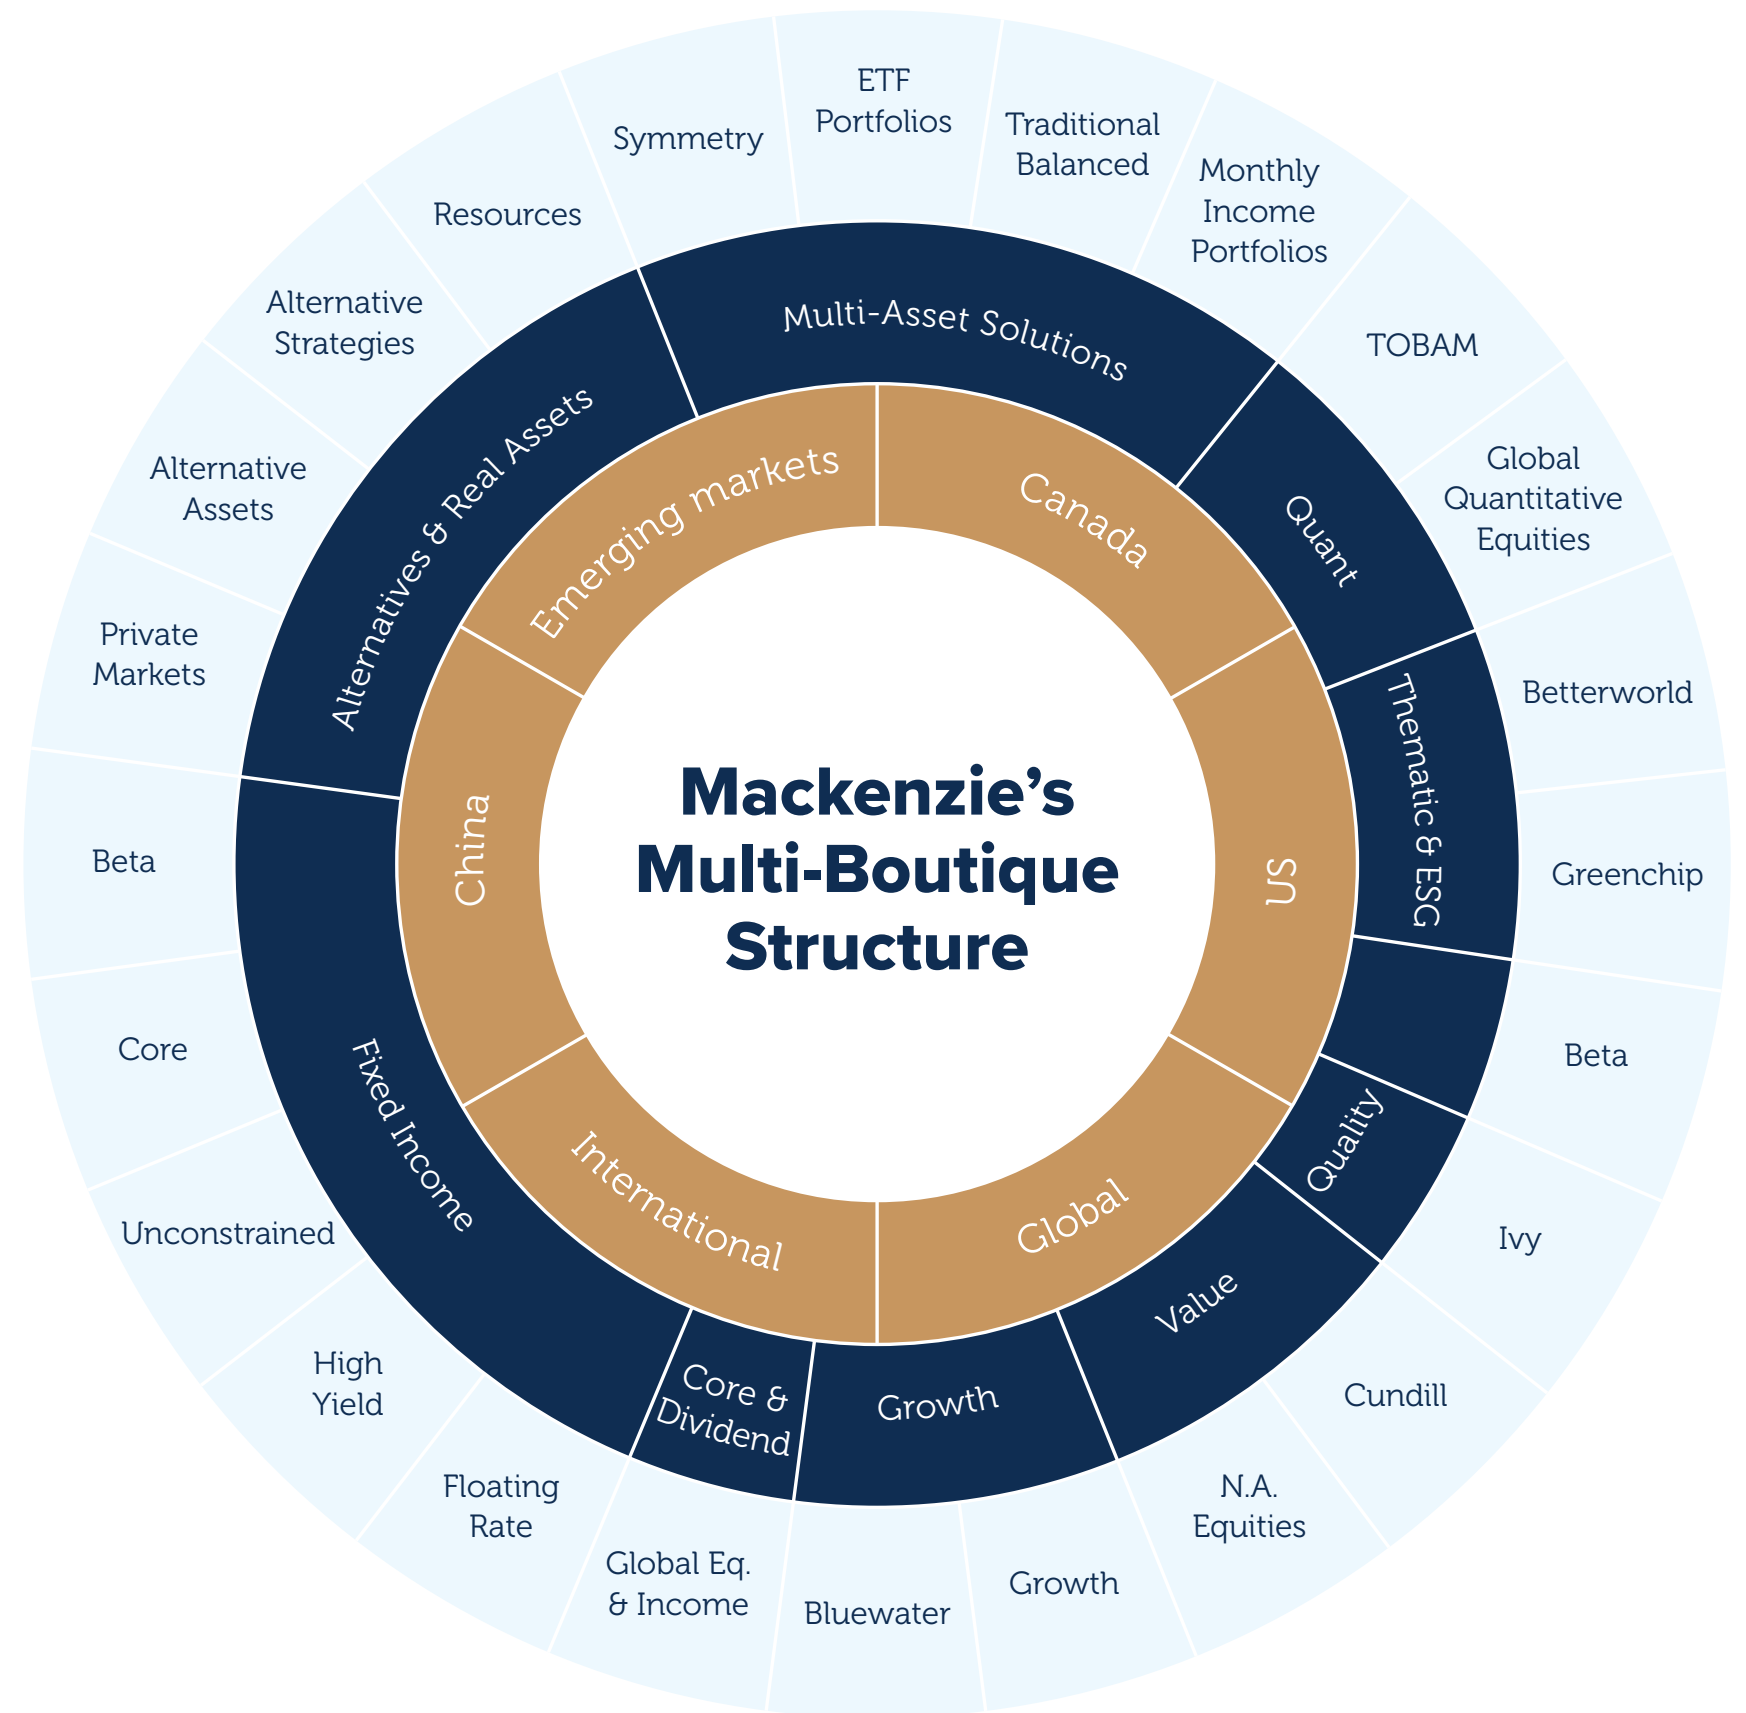 ETF
Portfolios
Traditional
Balanced
Monthly
Income
Portfolios
TOBAM
Global
Quantitative
Equities
Betterworld
Greenchip
Beta
Ivy
Cundill
N.A.
Equities
Growth
Bluewater
Global Eq.
& Income
Floating
Rate
High
Yield
Unconstrained
Core
Beta
Private
Markets
Alternative
Assets
Alternative
Strategies
Resources
Symmetry
Multi-Asset Solutions
Quant
Thematic & ESG
Quality
Value
Growth
Core &
Dividend
Fixed Income
Alternatives & Real Assets
Canada
US
Global
International
China
Emerging markets
Mackenzie’s
Multi-Boutique
Structure